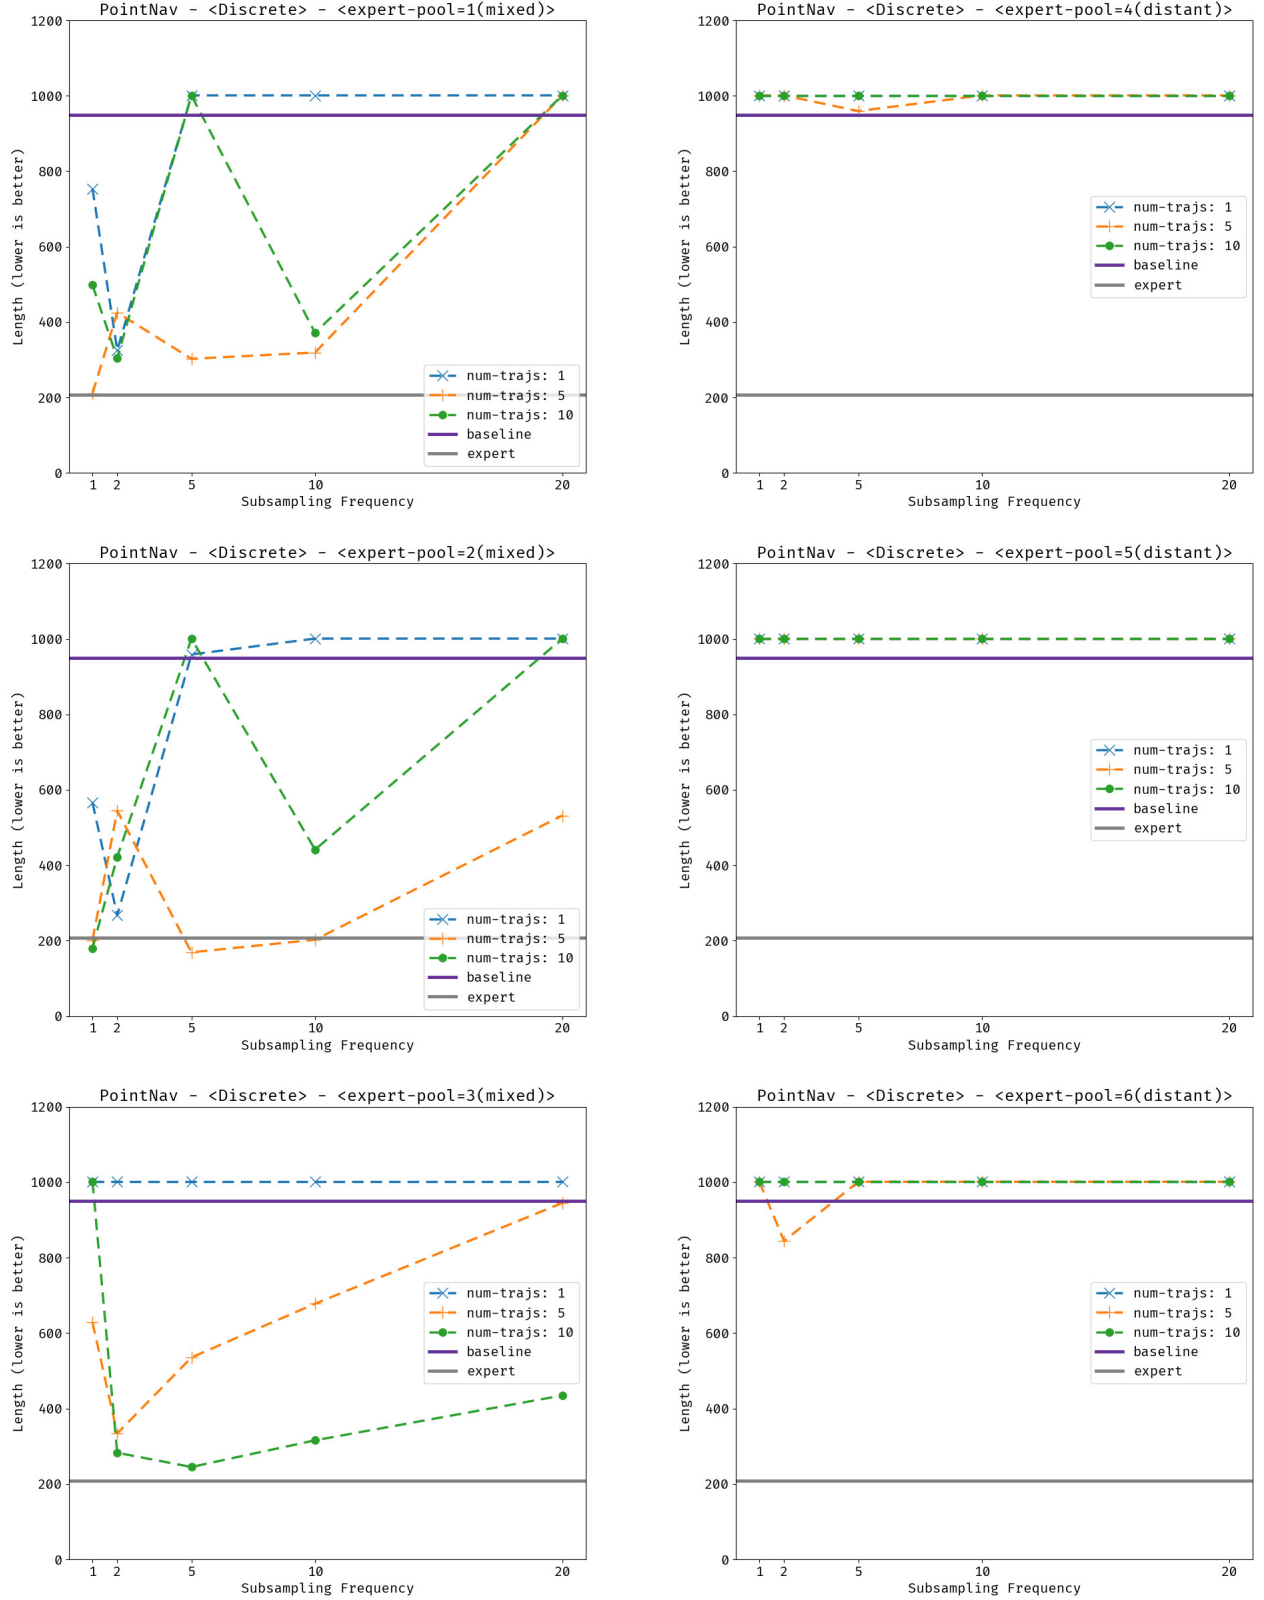 PointNav - <Discrete> - <expert-pool=1(mixed)>
1200
1000
800
600
400
200
0
Length (lower is better)
num-trajs: 1
num-trajs: 5
num-trajs: 10
baseline
expert
1 2 5 10 20
Subsampling Frequency
PointNav - <Discrete> - <expert-pool=4(distant)>
1200
1000
800
600
400
200
0
Length (lower is better)
num-trajs: 1
num-trajs: 5
num-trajs: 10
baseline
expert
1 2 5 10 20
Subsampling Frequency
PointNav - <Discrete> - <expert-pool=2(mixed)>
1200
1000
800
600
400
200
0
Length (lower is better)
num-trajs: 1
num-trajs: 5
num-trajs: 10
baseline
expert
1 2 5 10 20
Subsampling Frequency
PointNav - <Discrete> - <expert-pool=5(distant)>
1200
1000
800
600
400
200
0
Length (lower is better)
num-trajs: 1
num-trajs: 5
num-trajs: 10
baseline
expert
1 2 5 10 20
Subsampling Frequency
PointNav - <Discrete> - <expert-pool=3(mixed)>
1200
1000
800
600
400
200
0
Length (lower is better)
num-trajs: 1
num-trajs: 5
num-trajs: 10
baseline
expert
1 2 5 10 20
Subsampling Frequency
PointNav - <Discrete> - <expert-pool=6(distant)>
1200
1000
800
600
400
200
0
Length (lower is better)
num-trajs: 1
num-trajs: 5
num-trajs: 10
baseline
expert
1 2 5 10 20
Subsampling Frequency